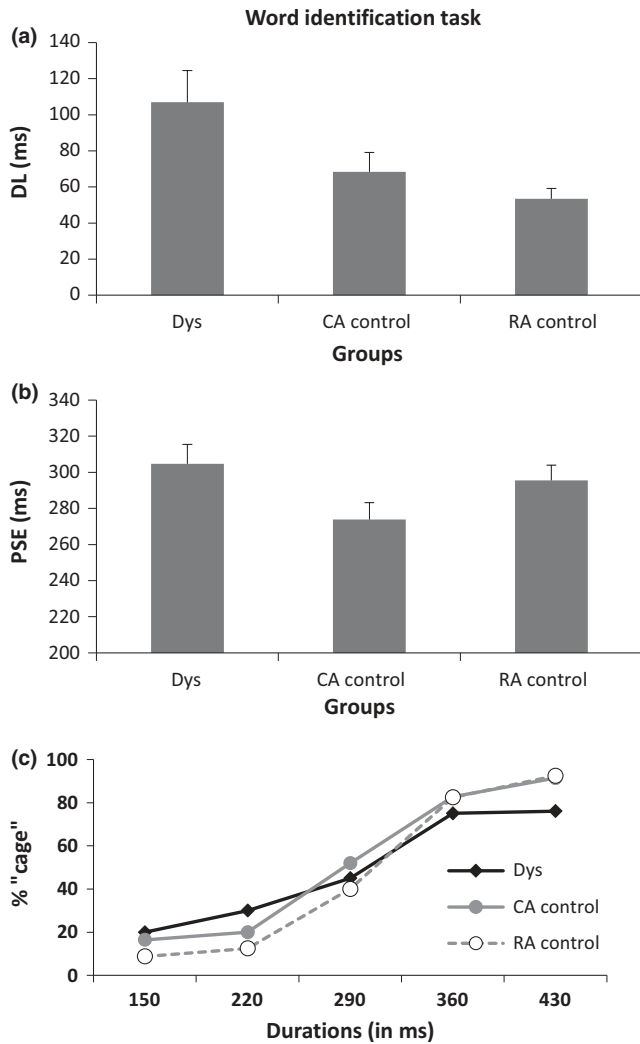 Word identification task
(a)
DL (ms)
140
120
100
80
60
40
20
0
Dys CA control RA control
Groups
(b)
PSE (ms)
340
320
300
280
260
240
220
200
Dys CA control RA control
Groups
(c)
% "cage"
100
80
60
40
20
0
Dys
CA control
RA control
150 220 290 360 430
Durations (in ms)